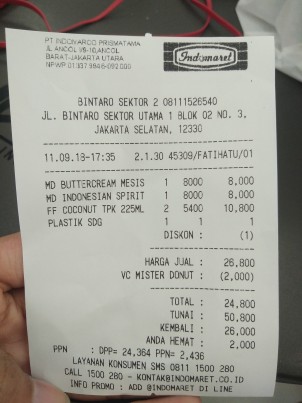 PT INDOMARCO PRISMATAMA
JL ANCOL VIII-10,ANCOL
BARAT-JAKARTA UTARA
NPWP 01.337.9946-092.000
Indomaret
BINTARO SEKTOR 2 08111526540
JL. BINTARO SEKTOR UTAMA 1 BLOK O2 NO. 3,
JAKARTA SELATAN, 12330
11.09.18-17:35 2.1.30 45309/FATIHATU/01
MD BUTTERCREAM MESIS 1 8000 8,000
MD INDONESIAN SPIRIT 1 8000 8,000
FF COCONUT TPK 225ML 2 5400 10,800
PLASTIK SDG 1 1 1
DISKON : (1)
HARGA JUAL : 26,800
VC MISTER DONUT : (2,000)
TOTAL : 24,800
TUNAI : 50,800
KEMBALI : 26,000
ANDA HEMAT : 2,000
PPN : DPP= 24,364 PPN= 2,436
LAYANAN KONSUMEN SMS 0811 1500 280
CALL 1500 280 - KONTAK@INDOMARET.CO.ID
INFO PROMO : ADD @INDOMARET DI LINE